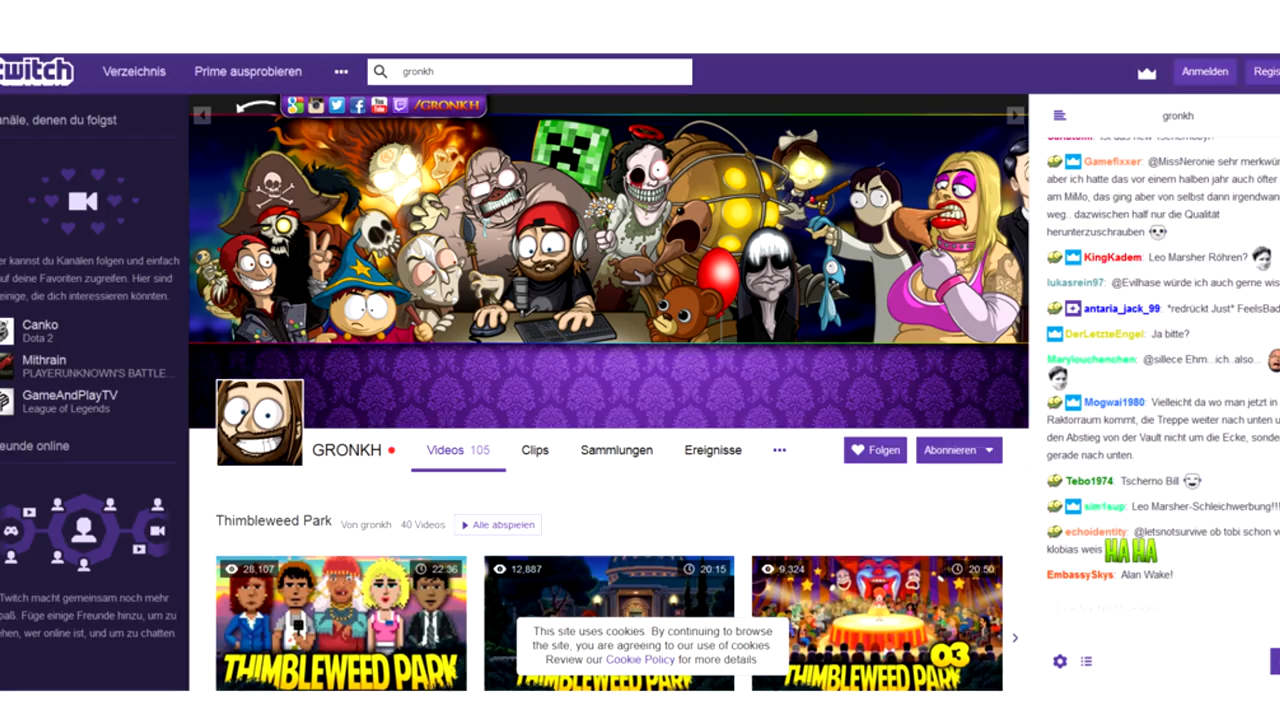 twitch
Verzeichnis
Prime ausprobieren
gronkh
Anmelden
Regis
näle, denen du folgst
er kannst du Kanälen folgen und einfach
uf deine Favoriten zugreifen. Hier sind
einige, die dich interessieren könnten.
Canko
Dota 2
Mithrain
PLAYERUNKNOWN'S BATTLE...
GameAndPlayTV
League of Legends
eunde online
Twitch macht gemeinsam noch mehr
paß. Füge einige Freunde hinzu, um zu
ehen, wer online ist, und um zu chatten.
You Tube /GRONKH
GRONKH
Videos 105
Clips
Sammlungen
Ereignisse
Folgen
Abonnieren
Thimbleweed Park Von gronkh 40 Videos Alle abspielen
28,107 22:36
THIMBLEWEED PARK
12,887 20:15
THIMBLEWEED PARK
9,324 20:50
03
THIMBLEWEED PARK
This site uses cookies. By continuing to browse
the site, you are agreeing to our use of cookies
Review our Cookie Policy for more details
gronkh
Gamefixxer: @MissNeronie sehr merkwür
aber ich hatte das vor einem halben jahr auch öfter
am MiMo, das ging aber von selbst dann irgendwan
weg.. dazwischen half nur die Qualität
herunterzuschrauben
KingKadem: Leo Marsher Röhren?
lukasrein97: @Evilhase würde ich auch gerne wis
antaria_jack_99: *redrückt Just* FeelsBad
DerLetzteEngel: Ja bitte?
Marylouchenchen: @sillece Ehm...ich. also...
Mogwai1980: Vielleicht da wo man jetzt in
Raktorraum kommt, die Treppe weiter nach unten u
den Abstieg von der Vault nicht um die Ecke, sonde
gerade nach unten.
Tebo1974: Tscherno Bill
sim1sup: Leo Marsher-Schleichwerbung!!!
echoidentity: @letsnotsurvive ob tobi schon v
klobias weis HAHA
EmbassySkys: Alan Wake!